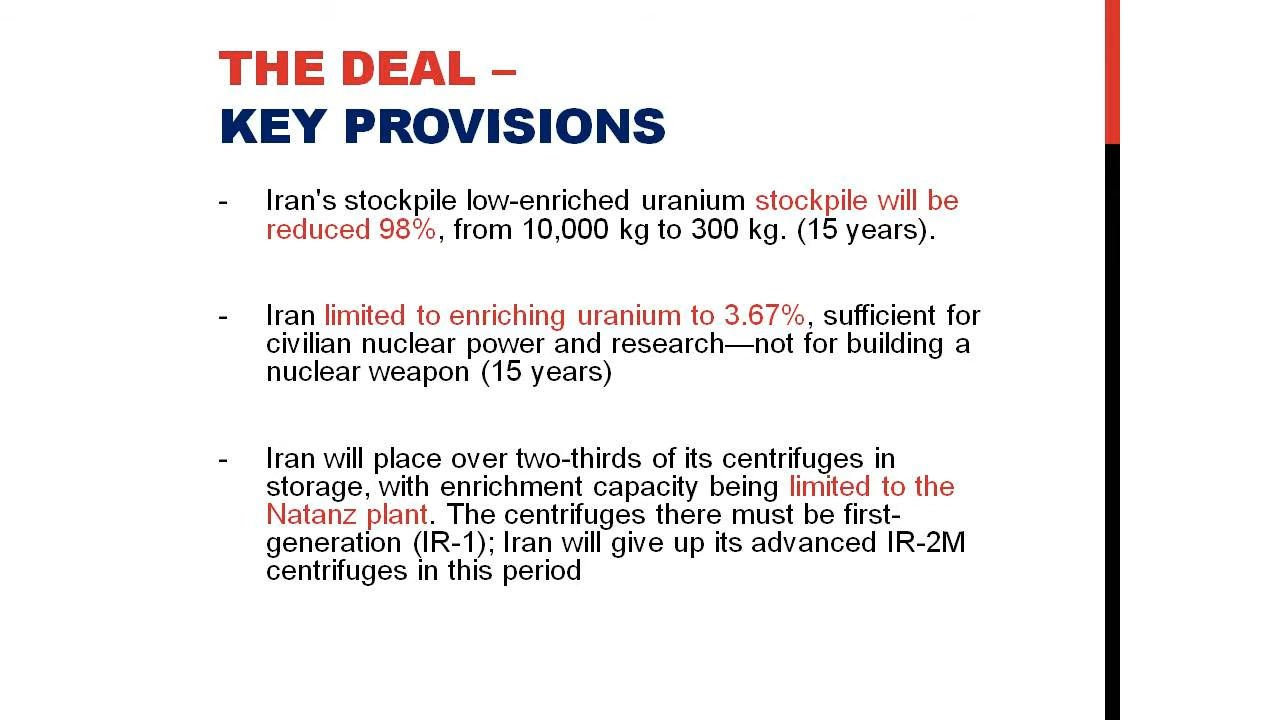 THE DEAL –
KEY PROVISIONS
- Iran's stockpile low-enriched uranium stockpile will be
reduced 98%, from 10,000 kg to 300 kg. (15 years).
- Iran limited to enriching uranium to 3.67%, sufficient for
civilian nuclear power and research—not for building a
nuclear weapon (15 years)
- Iran will place over two-thirds of its centrifuges in
storage, with enrichment capacity being limited to the
Natanz plant. The centrifuges there must be first-
generation (IR-1); Iran will give up its advanced IR-2M
centrifuges in this period